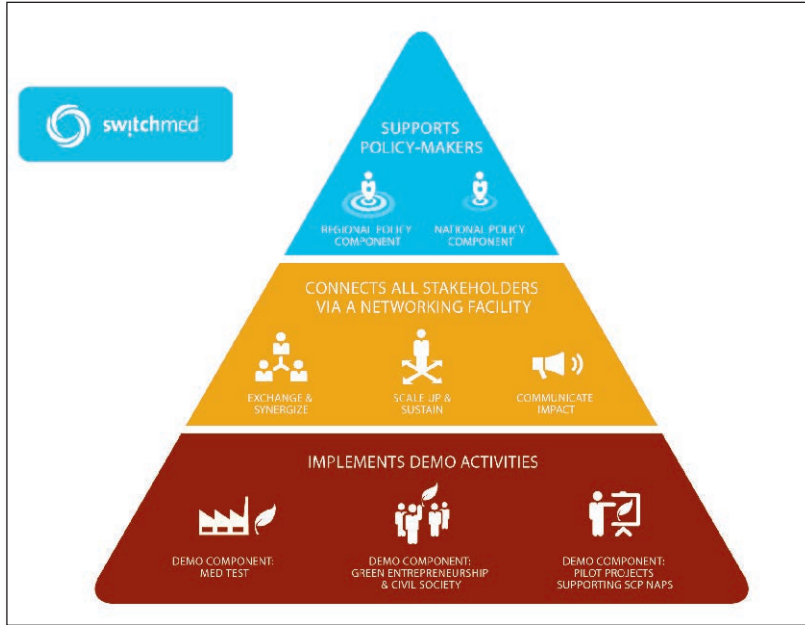 switchmed
SUPPORTS
POLICY-MAKERS
REGIONAL POLICY
COMPONENT
NATIONAL POLICY
COMPONENT
CONNECTS ALL STAKEHOLDERS
VIA A NETWORKING FACILITY
EXCHANGE &
SYNERGIZE
SCALE UP &
SUSTAIN
COMMUNICATE
IMPACT
IMPLEMENTS DEMO ACTIVITIES
DEMO COMPONENT:
MED TEST
DEMO COMPONENT:
GREEN ENTREPRENEURSHIP
& CIVIL SOCIETY
DEMO COMPONENT:
PILOT PROJECTS
SUPPORTING SCP NAPS